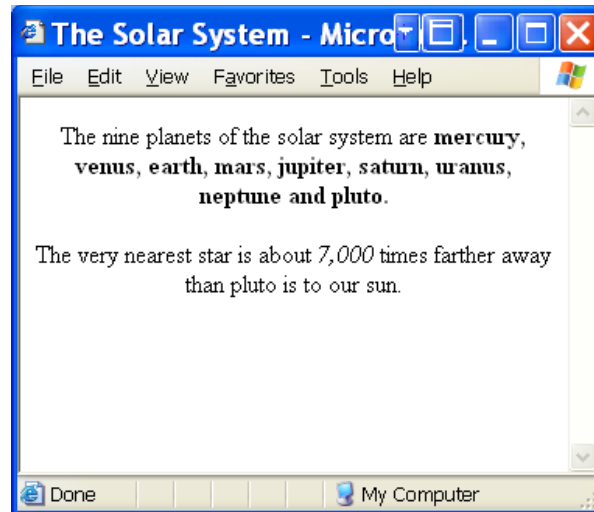 The Solar System - Micro
File Edit View Favorites Tools Help
The nine planets of the solar system are mercury,
venus, earth, mars, jupiter, saturn, uranus,
neptune and pluto.
The very nearest star is about 7,000 times farther away
than pluto is to our sun.
Done My Computer